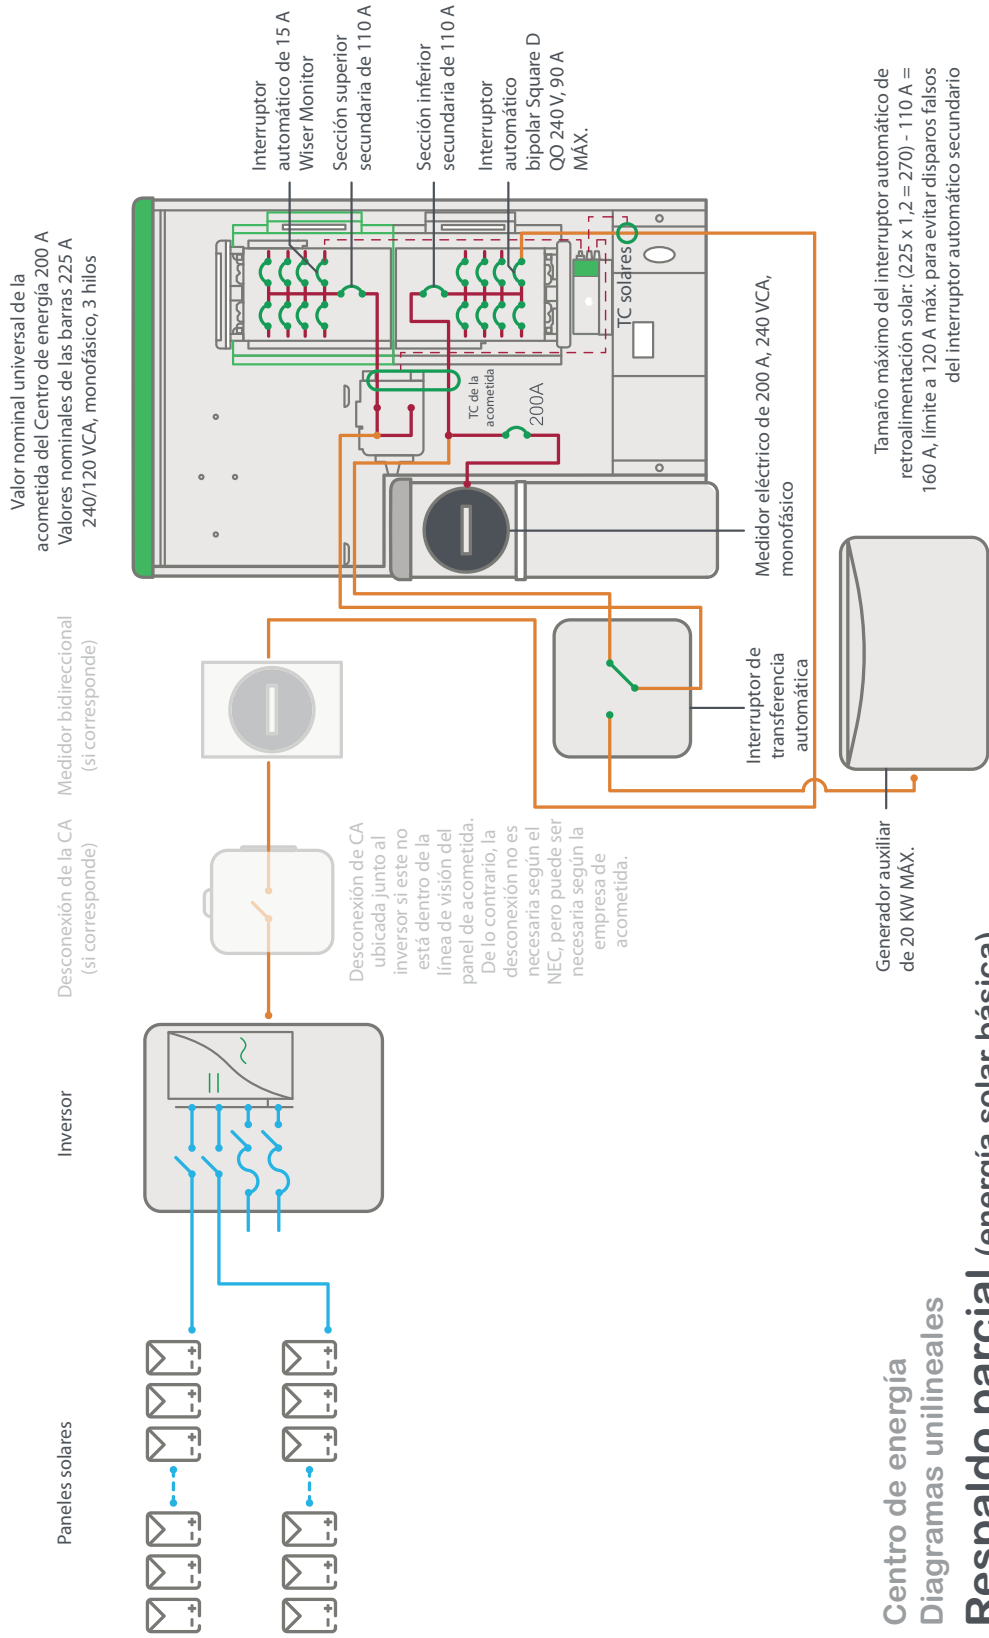 Centro de energía
Diagramas unilineales
Respaldo parcial (energía solar básica)
Paneles solares
Inversor
Desconexión de la CA
(si corresponde)
Medidor bidireccional
(si corresponde)
Valor nominal universal de la
acometida del Centro de energía 200 A
Valores nominales de las barras 225 A
240/120 VCA, monofásico, 3 hilos
Interruptor
automático de 15 A
Wiser Monitor
Sección superior
secundaria de 110 A
Sección inferior
secundaria de 110 A
Interruptor
automático
bipolar Square D
QO 240 V, 90 A
MÁX.
TC de la
acometida
200A
TC solares
Desconexión de CA
ubicada junto al
inversor si este no
está dentro de la
línea de visión del
panel de acometida.
De lo contrario, la
desconexión no es
necesaria según el
NEC, pero puede ser
necesaria según la
empresa de
acometida.
Medidor eléctrico de 200 A, 240 VCA,
monofásico
Interruptor de
transferencia
automática
Generador auxiliar
de 20 KW MÁX.
Tamaño máximo del interruptor automático de
retroalimentación solar: (225 x 1,2 = 270) - 110 A =
160 A, límite a 120 A máx. para evitar disparos falsos
del interruptor automático secundario